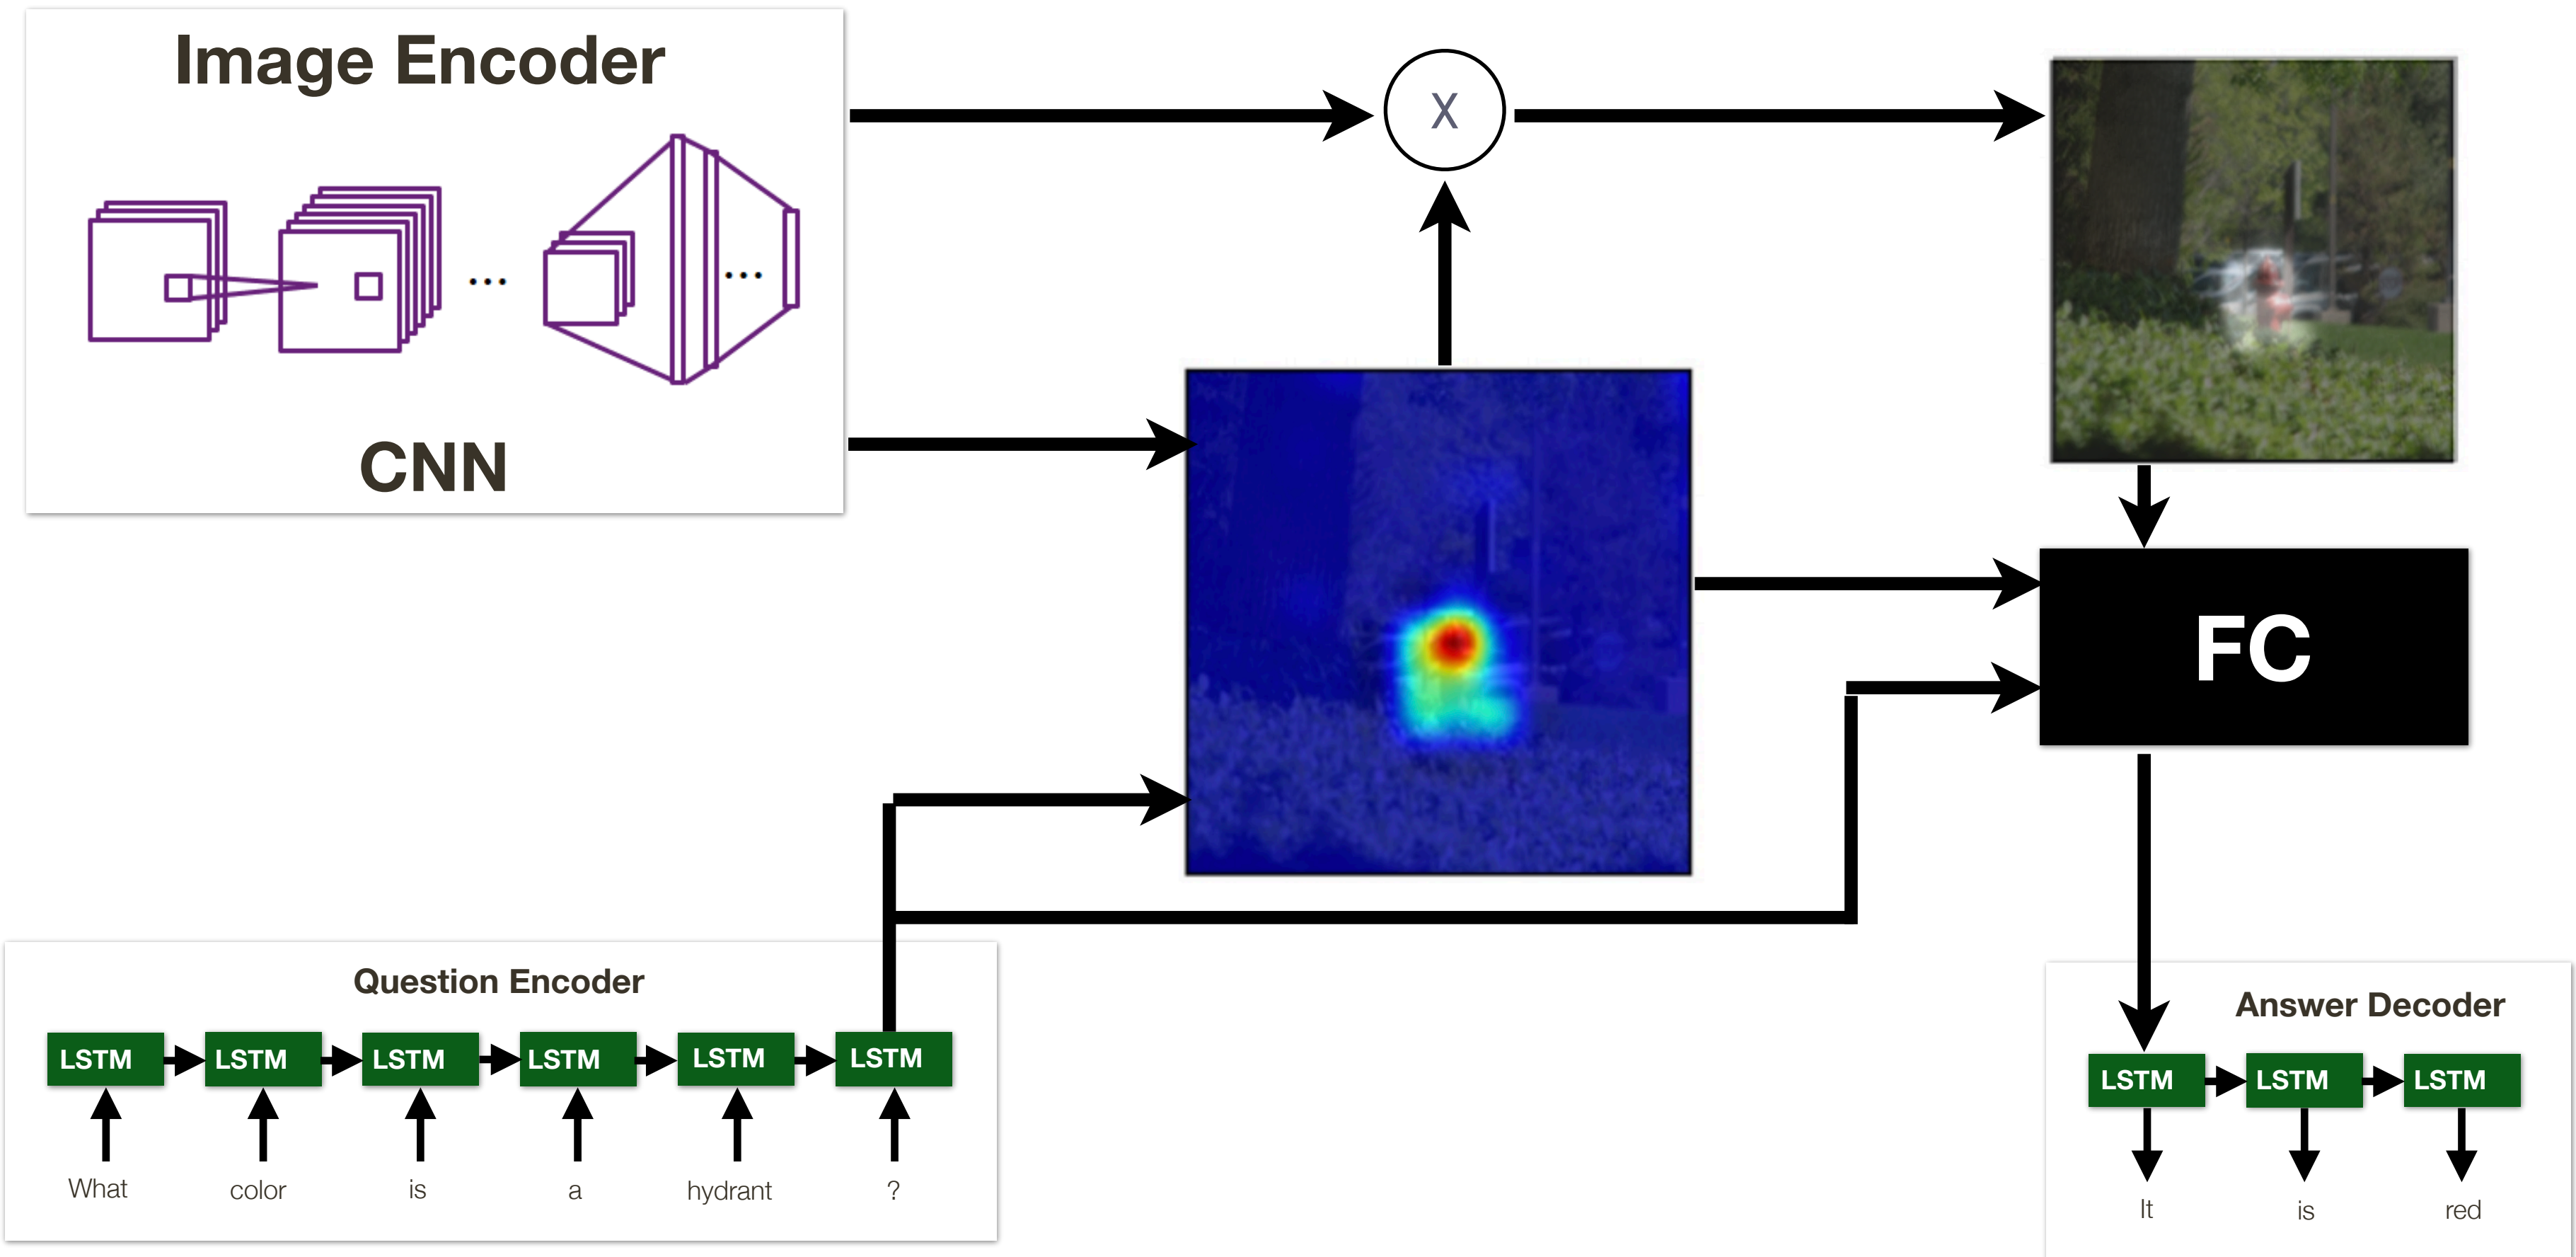 Image Encoder
...
...
CNN
X
FC
Question Encoder
LSTM LSTM LSTM LSTM LSTM LSTM
What color is a hydrant ?
Answer Decoder
LSTM LSTM LSTM
It is red